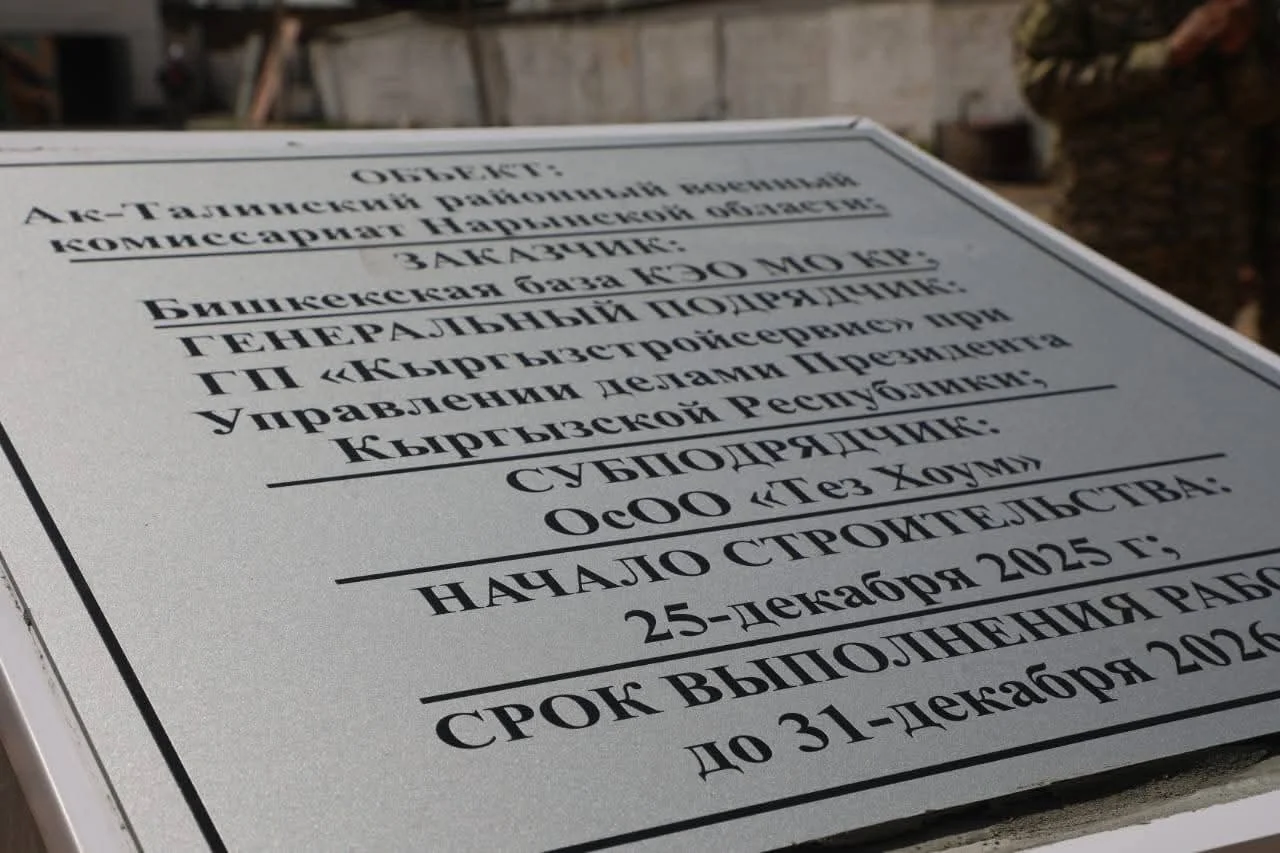 ОБЪЕКТ:
Ак-Талинский районный военный
комиссариат Нарынской области;
ЗАКАЗЧИК:
Бишкекская база КЭО МО КР;
ГЕНЕРАЛЬНЫЙ ПОДРЯДЧИК:
ГП «Кыргызстройсервис» при
Управлении делами Президента
Кыргызской Республики;
СУБПОДРЯДЧИК:
ОсОО «Тез Хоум»
НАЧАЛО СТРОИТЕЛЬСТВА:
25-декабря 2025 г;
СРОК ВЫПОЛНЕНИЯ РАБО
до 31-декабря 2026